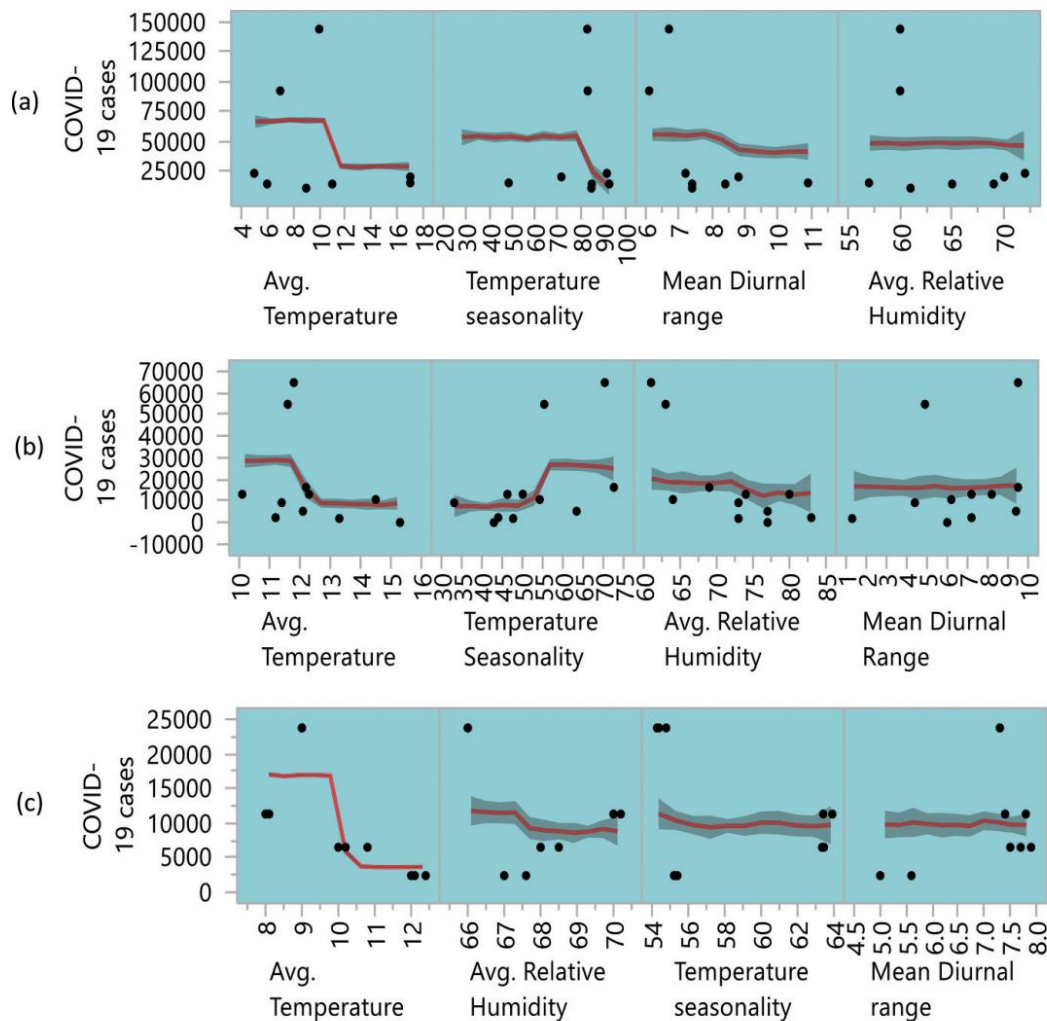 (a)
COVID-
19 cases
150000
125000
100000
75000
50000
25000
4 6 8 10 12 14 16 18 20 30 40 50 60 70 80 90 100 6 7 8 9 10 11 55 60 65 70
Avg. Temperature Mean Diurnal Avg. Relative
Temperature seasonality range Humidity
(b)
COVID-
19 cases
70000
60000
50000
40000
30000
20000
10000
0
-10000
10 11 12 13 14 15 16 30 35 40 45 50 55 60 65 70 75 60 65 70 75 80 85 1 2 3 4 5 6 7 8 9 10
Avg. Temperature Avg. Relative Mean Diurnal
Temperature Seasonality Humidity Range
(c)
COVID-
19 cases
25000
20000
15000
10000
5000
0
8 9 10 11 12 66 67 68 69 70 54 56 58 60 62 64 4.5 5.0 5.5 6.0 6.5 7.0 7.5 8.0
Avg. Avg. Relative Temperature Mean Diurnal
Temperature Humidity seasonality range